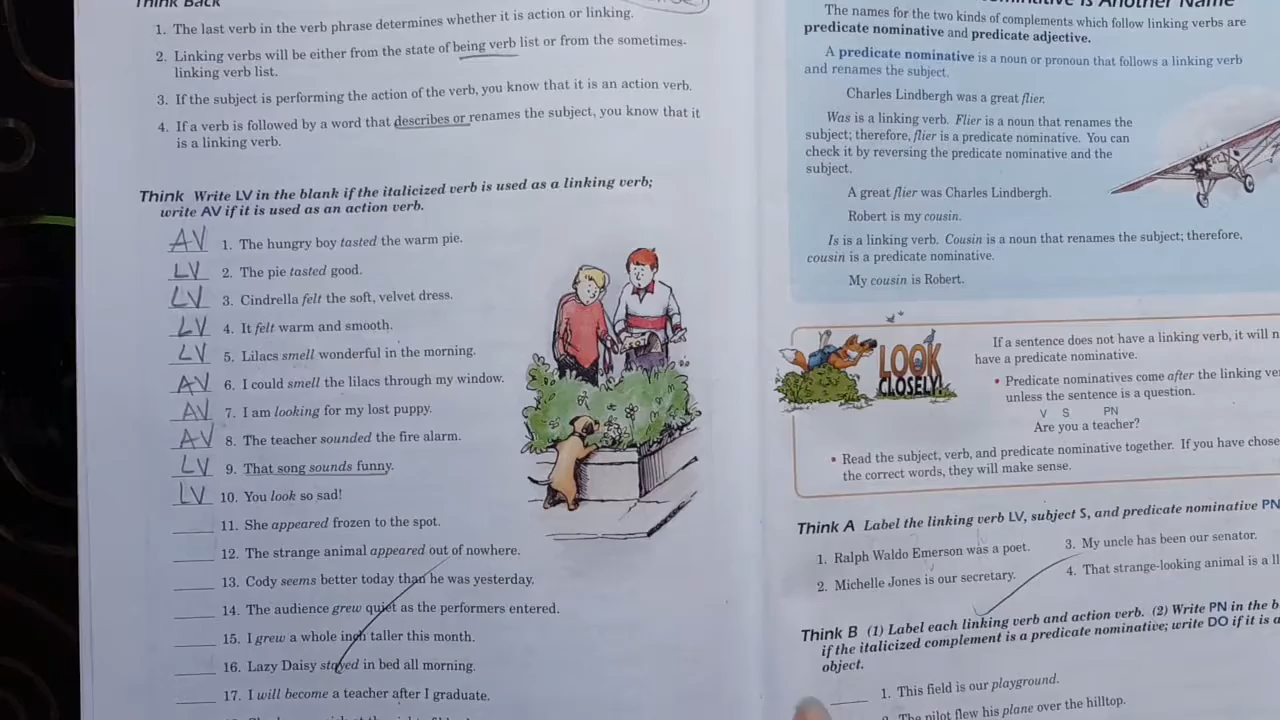 Think Back
1. The last verb in the verb phrase determines whether it is action or linking.
2. Linking verbs will be either from the state of being verb list or from the sometimes-
linking verb list.
3. If the subject is performing the action of the verb, you know that it is an action verb.
4. If a verb is followed by a word that describes or renames the subject, you know that it
is a linking verb.
Think Write LV in the blank if the italicized verb is used as a linking verb;
write AV if it is used as an action verb.
AV 1. The hungry boy tasted the warm pie.
LV 2. The pie tasted good.
LV 3. Cindrella felt the soft, velvet dress.
LV 4. It felt warm and smooth.
LV 5. Lilacs smell wonderful in the morning.
AV 6. I could smell the lilacs through my window.
AV 7. I am looking for my lost puppy.
AV 8. The teacher sounded the fire alarm.
LV 9. That song sounds funny.
LV 10. You look so sad!
11. She appeared frozen to the spot.
12. The strange animal appeared out of nowhere.
13. Cody seems better today than he was yesterday.
14. The audience grew quiet as the performers entered.
15. I grew a whole inch taller this month.
16. Lazy Daisy stayed in bed all morning.
17. I will become a teacher after I graduate.
Is Another Name
The names for the two kinds of complements which follow linking verbs are
predicate nominative and predicate adjective.
A predicate nominative is a noun or pronoun that follows a linking verb
and renames the subject.
Charles Lindbergh was a great flier.
Was is a linking verb. Flier is a noun that renames the
subject; therefore, flier is a predicate nominative. You can
check it by reversing the predicate nominative and the
subject.
A great flier was Charles Lindbergh.
Robert is my cousin.
Is is a linking verb. Cousin is a noun that renames the subject; therefore,
cousin is a predicate nominative.
My cousin is Robert.
LOOK
CLOSELY!
If a sentence does not have a linking verb, it will
have a predicate nominative.
• Predicate nominatives come after the linking
unless the sentence is a question.
V S PN
Are you a teacher?
• Read the subject, verb, and predicate nominative together. If you have
the correct words, they will make sense.
Think A Label the linking verb LV, subject S, and predicate nominative PN
1. Ralph Waldo Emerson was a poet.
2. Michelle Jones is our secretary.
3. My uncle has been our senator.
4. That strange-looking animal is a
Think B (1) Label each linking verb and action verb. (2) Write PN in the
if the italicized complement is a predicate nominative; write DO if it is a
object.
1. This field is our playground.
The pilot flew his plane over the hilltop.